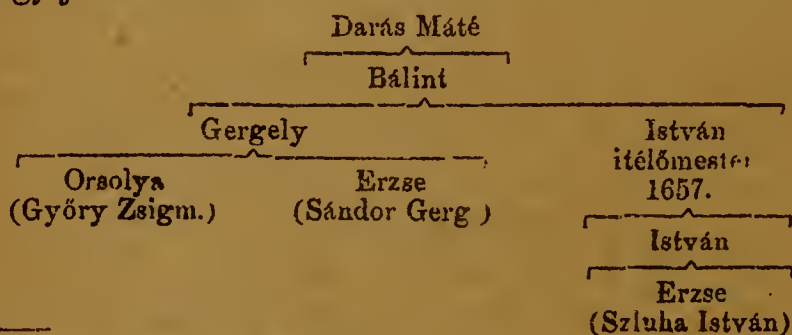 Darás Máté
Bálint
Gergely István
itélőmester
Orsolya Erzse 1657.
(Győry Zsigm.) (Sándor Gerg )
István
Erzse
(Szluha István)